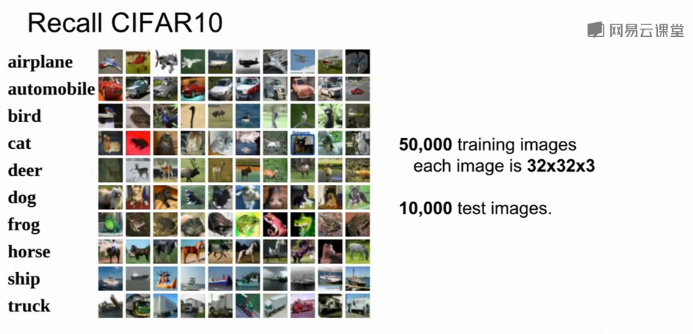 Recall CIFAR10
网易云课堂
airplane
automobile
bird
cat
deer
dog
frog
horse
ship
truck
50,000 training images
each image is 32x32x3
10,000 test images.